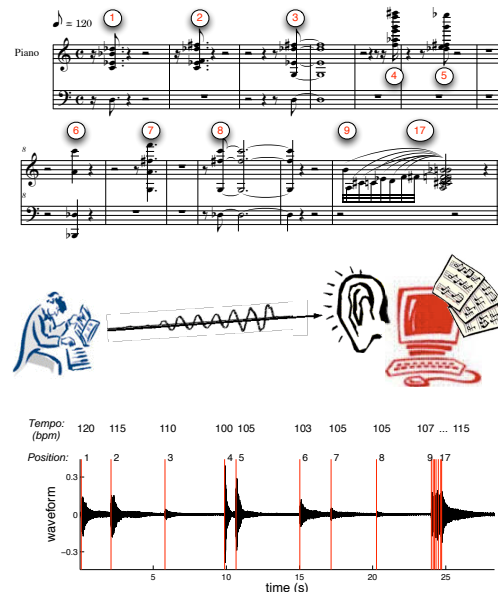 ♪ = 120
1 2 3
Piano
4 5
6 7 8 9 17
8
8
Tempo: (bpm) 120 115 110 100 105 103 105 105 107 ... 115
Position: 1 2 3 4 5 6 7 8 9 17
waveform
0.3
0
−0.3
5 10 15 20 25
time (s)